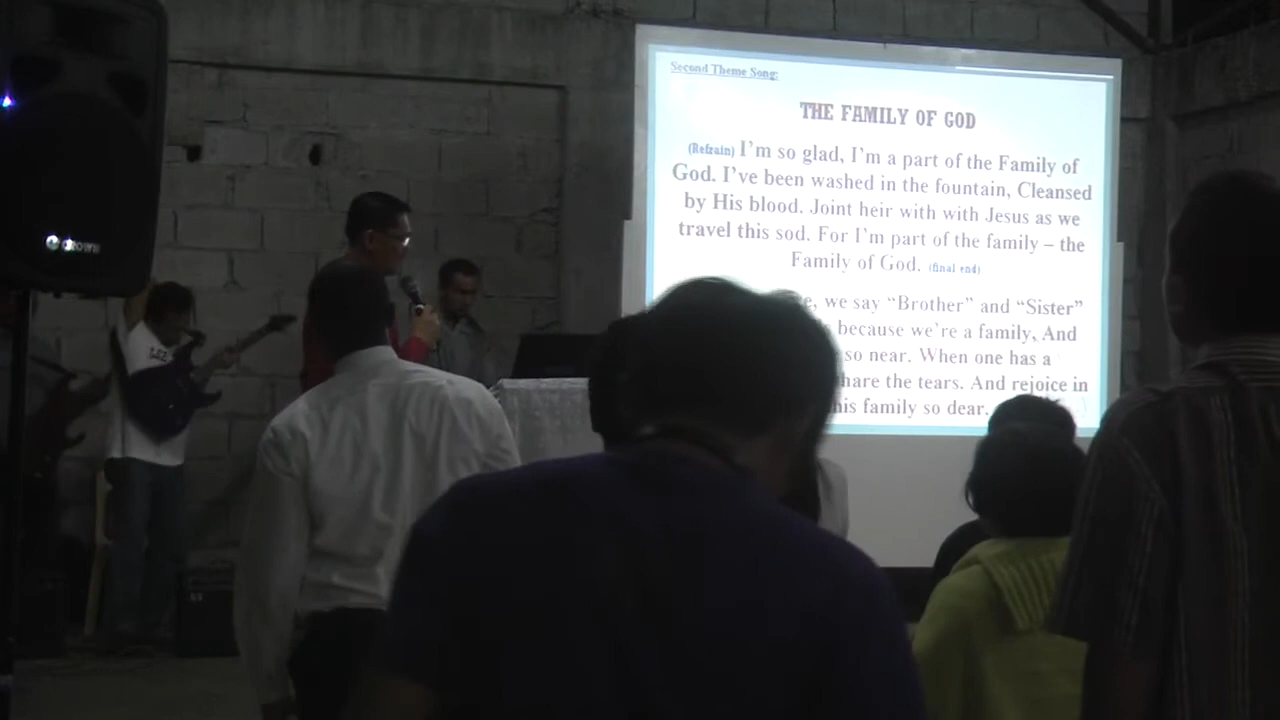 Second Theme Song:
THE FAMILY OF GOD
(Refrain) I'm so glad, I'm a part of the Family of
God. I've been washed in the fountain, Cleansed
by His blood. Joint heir with with Jesus as we
travel this sod. For I'm part of the family – the
Family of God. (final end)
we say "Brother" and "Sister"
because we're a family, And
so near. When one has a
the tears. And rejoice in
family so dear.
crown